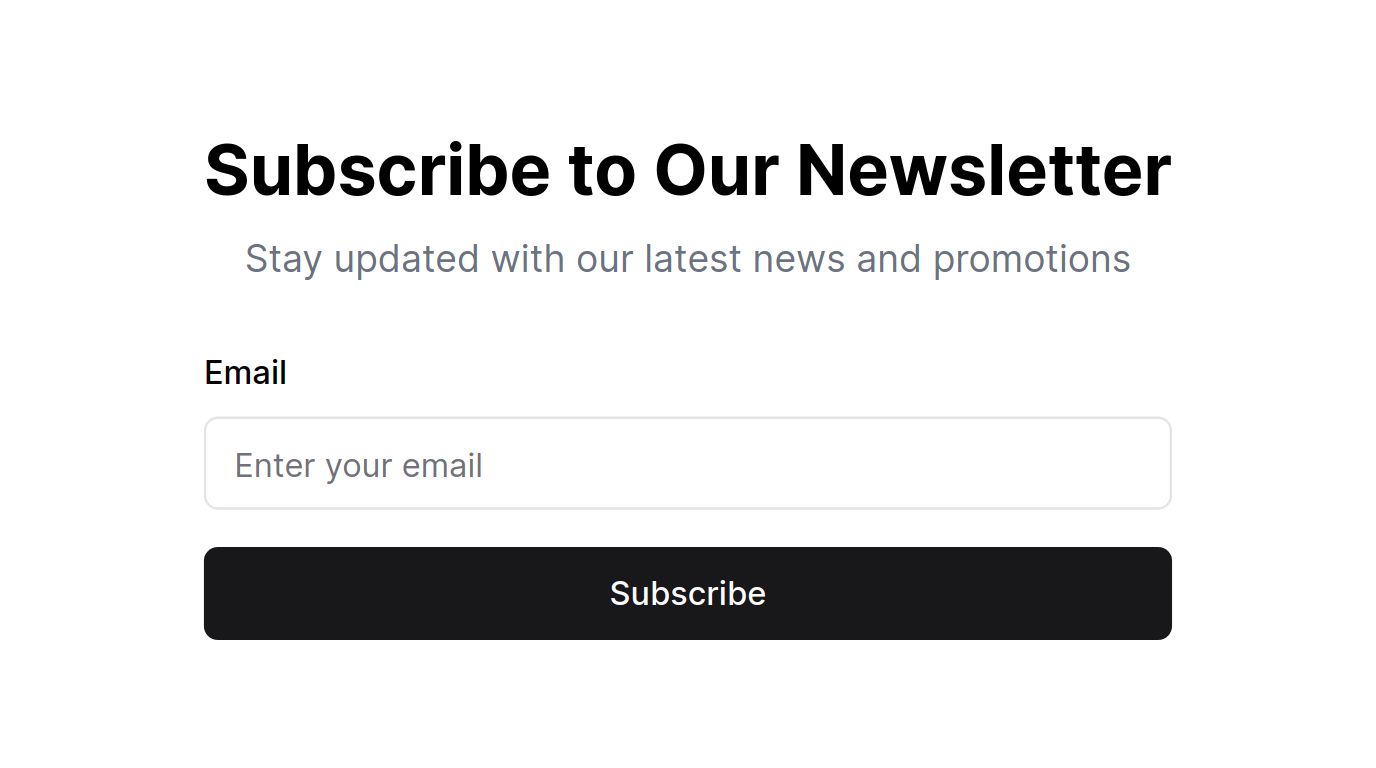 Subscribe to Our Newsletter
Stay updated with our latest news and promotions
Email
Enter your email
Subscribe